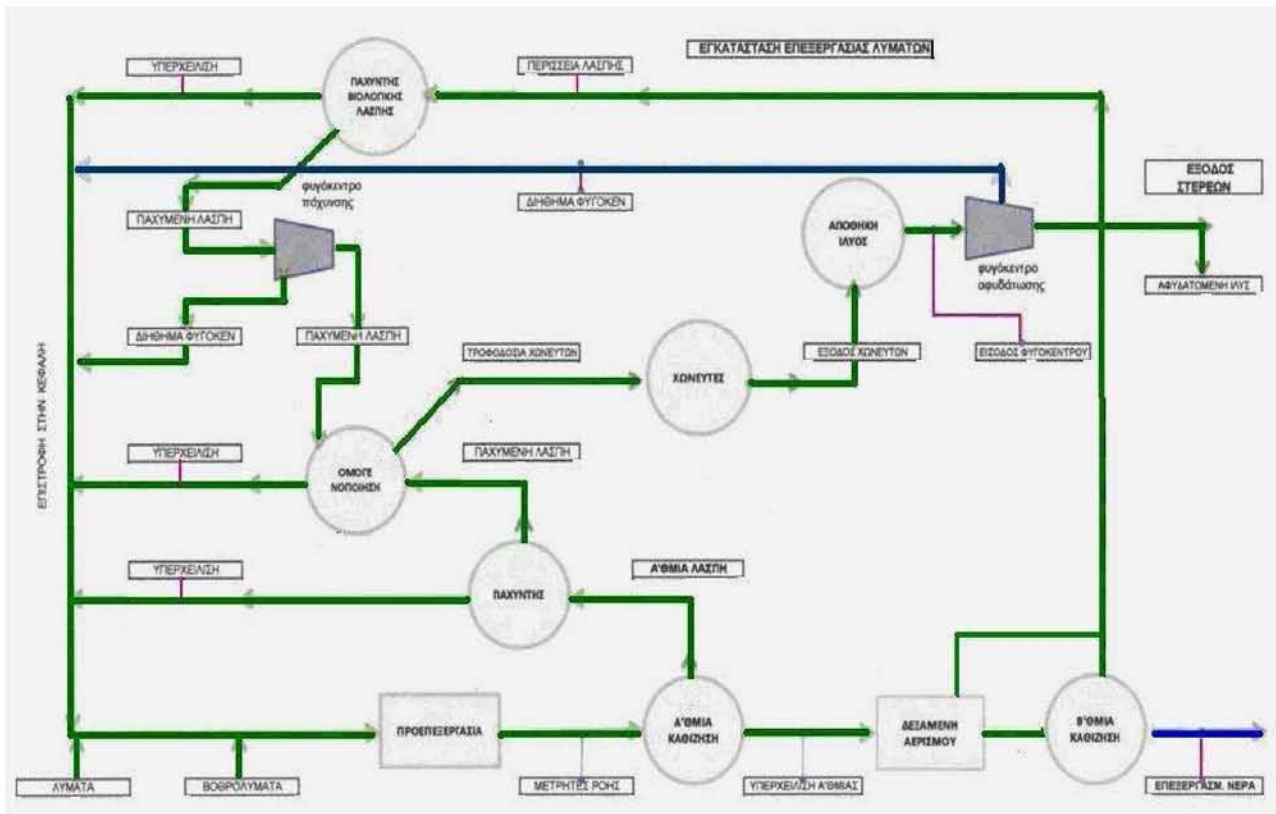 ΕΓΚΑΤΑΣΤΑΣΗ ΕΠΕΞΕΡΓΑΣΙΑΣ ΛΥΜΑΤΩΝ
ΥΠΕΡΧΕΙΛΙΣΗ
ΠΑΧΥΝΤΗΣ
ΒΙΟΛΟΓΙΚΗΣ
ΛΑΣΠΗΣ
ΠΕΡΙΣΣΕΙΑ ΛΑΣΠΗΣ
ΕΞΟΔΟΣ
ΣΤΕΡΕΩΝ
φυγόκεντρο
πάχυνσης
ΠΑΧΥΜΕΝΗ ΛΑΣΠΗ
ΔΙΗΘΗΜΑ ΦΥΓΟΚΕΝ
ΑΠΟΘΗΚΗ
ΙΛΥΟΣ
φυγόκεντρο
αφυδάτωσης
ΑΦΥΔΑΤΩΜΕΝΗ ΙΛΥΣ
ΔΙΗΘΗΜΑ ΦΥΓΟΚΕΝ
ΠΑΧΥΜΕΝΗ ΛΑΣΠΗ
ΤΡΟΦΟΔΟΣΙΑ ΧΩΝΕΥΤΩΝ
ΧΩΝΕΥΤΕΣ
ΕΞΟΔΟΣ ΧΩΝΕΥΤΩΝ
ΕΙΣΟΔΟΣ ΦΥΓΟΚΕΝΤΡΟΥ
ΕΠΙΣΤΡΟΦΗ ΣΤΗΝ ΚΕΦΑΛΗ
ΥΠΕΡΧΕΙΛΙΣΗ
ΟΜΟΓΕ
ΝΟΠΟΙΗΣΗ
ΠΑΧΥΜΕΝΗ ΛΑΣΠΗ
ΥΠΕΡΧΕΙΛΙΣΗ
ΠΑΧΥΝΤΗΣ
Α'ΘΜΙΑ ΛΑΣΠΗ
ΠΡΟΕΠΕΞΕΡΓΑΣΙΑ
Α'ΘΜΙΑ
ΚΑΘΙΖΗΣΗ
ΔΕΞΑΜΕΝΗ
ΑΕΡΙΣΜΟΥ
Β'ΘΜΙΑ
ΚΑΘΙΖΗΣΗ
ΛΥΜΑΤΑ
ΒΟΘΡΟΛΥΜΑΤΑ
ΜΕΤΡΗΤΕΣ ΡΟΗΣ
ΥΠΕΡΧΕΙΛΙΣΗ Α'ΘΜΙΑΣ
ΕΠΕΞΕΡΓΑΣΜ. ΝΕΡΑ